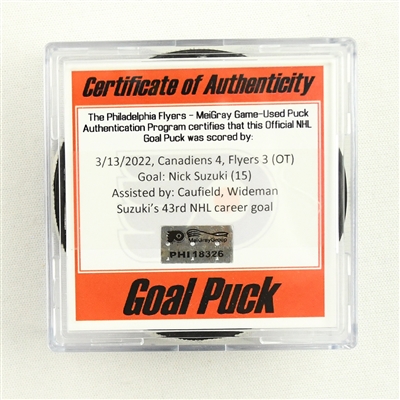 Certificate of Authenticity
The Philadelphia Flyers - MeiGray Game-Used Puck
Authentication Program certifies that this Official NHL
Goal Puck was scored by:
3/13/2022, Canadiens 4, Flyers 3 (OT)
Goal: Nick Suzuki (15)
Assisted by: Caufield, Wideman
Suzuki's 43rd NHL career goal
MeiGrayGroup
PHI18326
Goal Puck